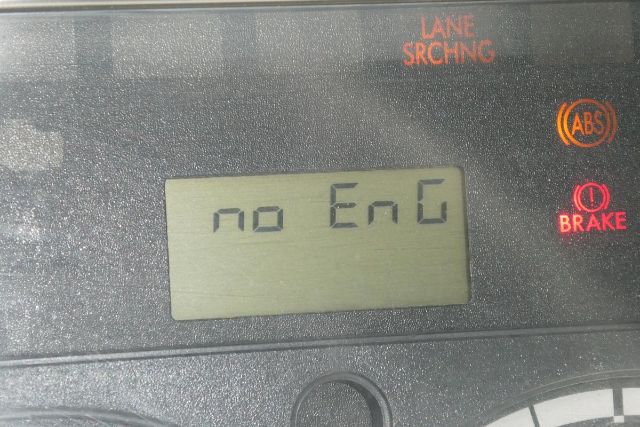 LANE
SRCHNG
ABS
no EnG
BRAKE